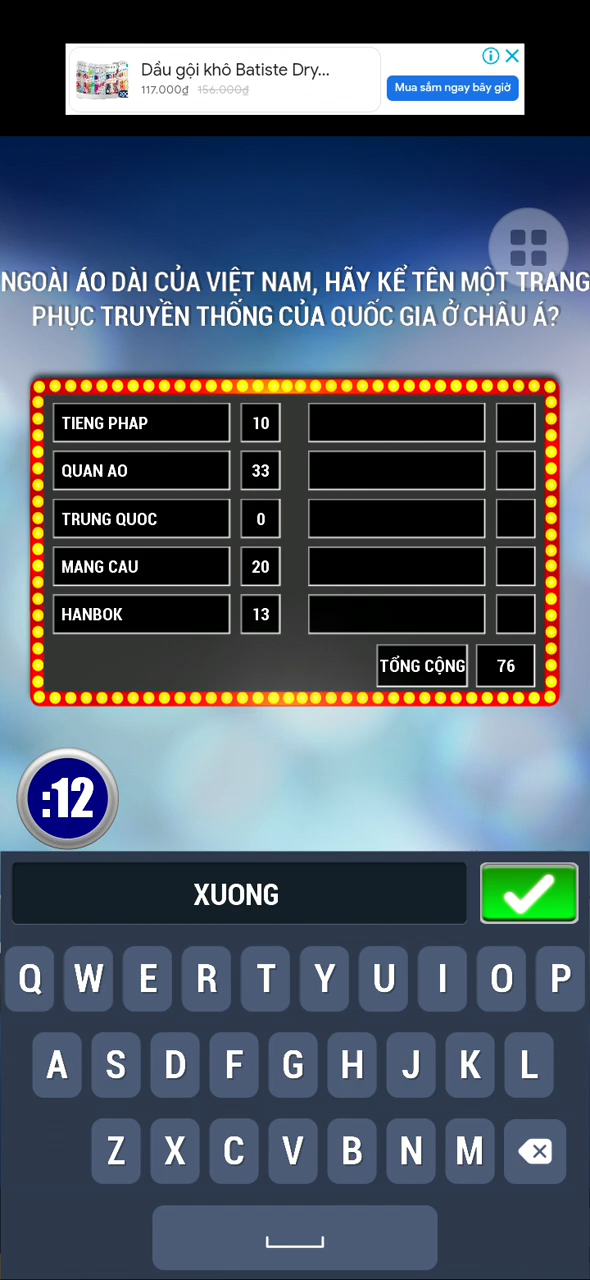 Dầu gội khô Batiste Dry...
117.000₫ 156.000₫
Mua sắm ngay bây giờ
NGOÀI ÁO DÀI CỦA VIỆT NAM, HÃY KỂ TÊN MỘT TRANG
PHỤC TRUYỀN THỐNG CỦA QUỐC GIA Ở CHÂU Á?
TIENG PHAP 10
QUAN AO 33
TRUNG QUOC 0
MANG CAU 20
HANBOK 13
TỔNG CỘNG 76
:12
XUONG
Q W E R T Y U I O P
A S D F G H J K L
Z X C V B N M